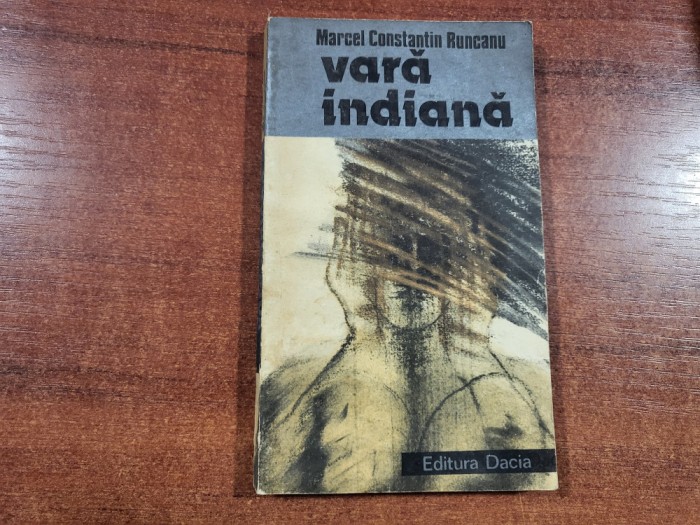 Marcel Constantin Runcanu
vară
indiană
Editura Dacia